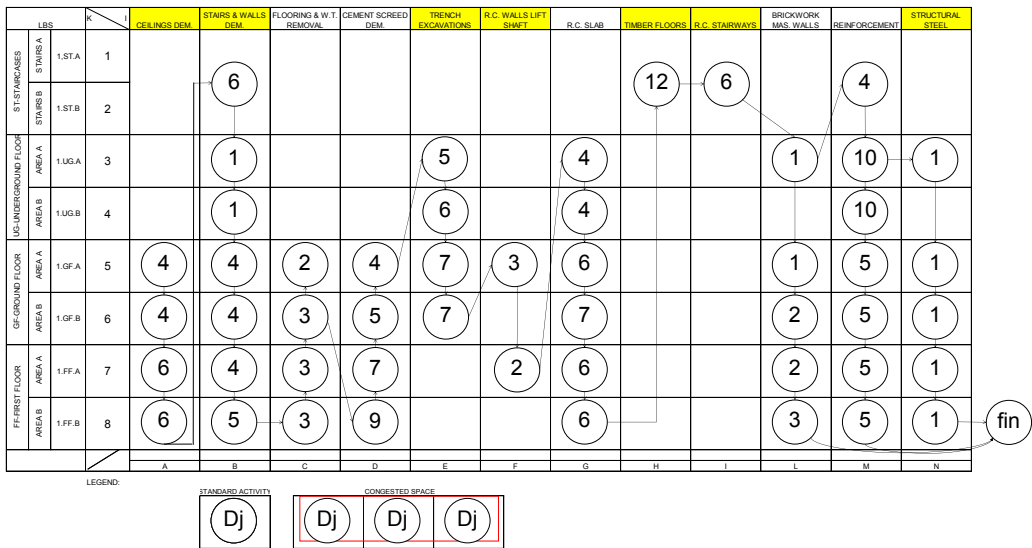 LBS K I CEILINGS DEM. STAIRS & WALLS DEM. FLOORING & W.T. REMOVAL CEMENT SCREED DEM. TRENCH EXCAVATIONS R.C. WALLS LIFT SHAFT R.C. SLAB TIMBER FLOORS R.C. STAIRWAYS BRICKWORK MAS. WALLS REINFORCEMENT STRUCTURAL STEEL
ST-STAIRCASES
STAIRS A 1.ST.A 1
6 12 6 4
STAIRS B 1.ST.B 2
UG-UNDERGROUND FLOOR
AREA A 1.UG.A 3 1 5 4 1 10 1
AREA B 1.UG.B 4 1 6 4 10
GF-GROUND FLOOR
AREA A 1.GF.A 5 4 4 2 4 7 3 6 1 5 1
AREA B 1.GF.B 6 4 4 3 5 7 7 2 5 1
FF-FIRST FLOOR
AREA A 1.FF.A 7 6 4 3 7 2 6 2 5 1
AREA B 1.FF.B 8 6 5 3 9 6 3 5 1 fin
A B C D E F G H I L M N
LEGEND:
STANDARD ACTIVITY CONGESTED SPACE
Dj Dj Dj Dj